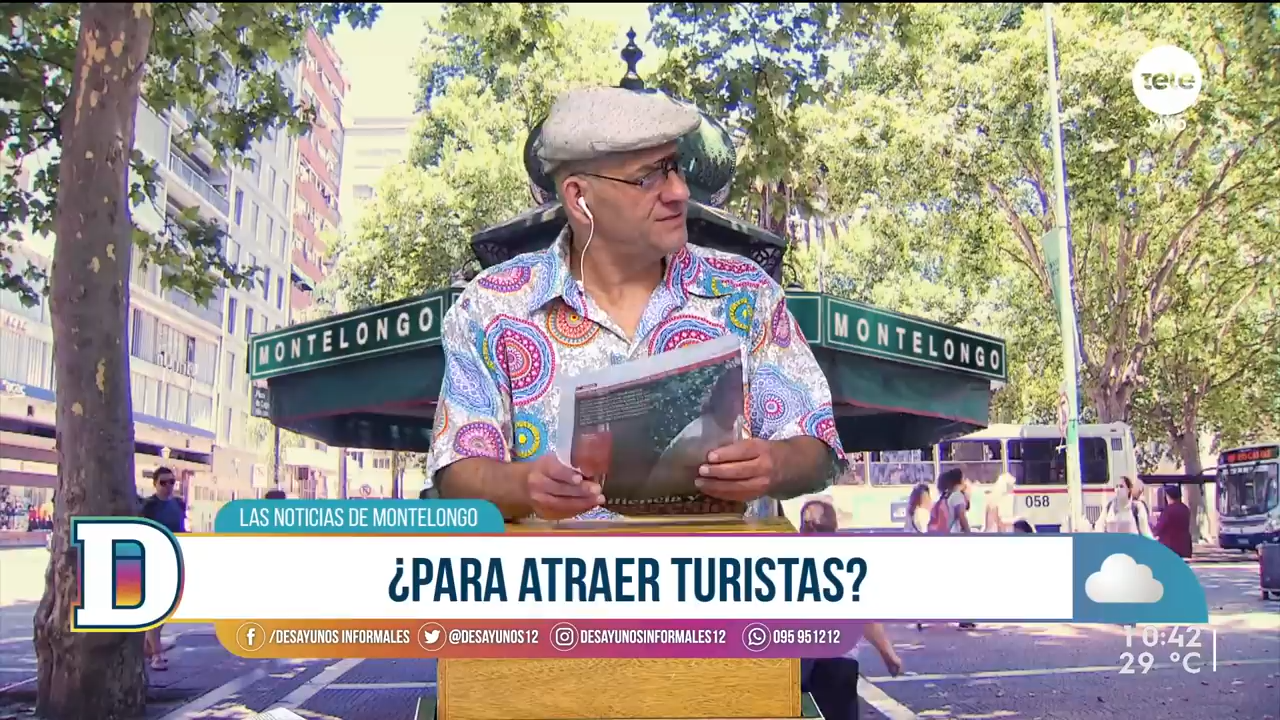 tele
MONTELONGO
MONTELONGO
058
LAS NOTICIAS DE MONTELONGO
D
¿PARA ATRAER TURISTAS?
/DESAYUNOS INFORMALES
@DESAYUNOS12
DESAYUNOSINFORMALES12
095 951212
10:42
29 °C